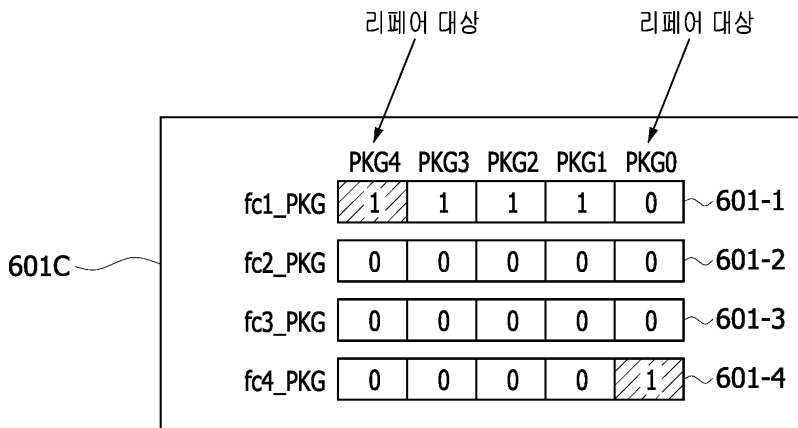 리페어 대상 리페어 대상
PKG4 PKG3 PKG2 PKG1 PKG0
fc1_PKG 1 1 1 1 0 601-1
fc2_PKG 0 0 0 0 0 601-2
601C
fc3_PKG 0 0 0 0 0 601-3
fc4_PKG 0 0 0 0 1 601-4